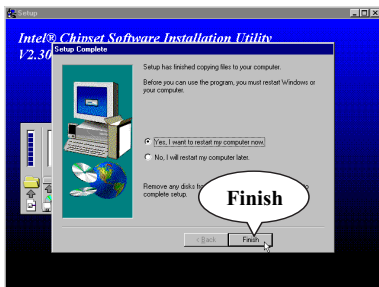 Setup
Intel® Chipset Software Installation Utility
V2.30
Setup Complete
Setup has finished copying files to your computer.
Before you can use the program, you must restart Windows or
your computer.
Yes, I want to restart my computer now.
No, I will restart my computer later.
Remove any disks
complete setup.
Finish
< Back
Finish